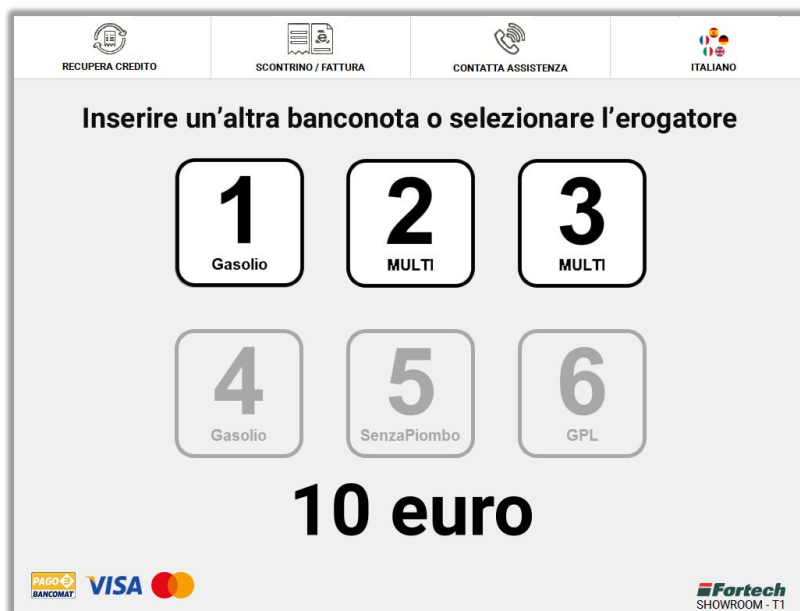 RECUPERA CREDITO
SCONTRINO / FATTURA
CONTATTA ASSISTENZA
ITALIANO
Inserire un'altra banconota o selezionare l'erogatore
1
Gasolio
2
MULTI
3
MULTI
4
Gasolio
5
SenzaPiombo
6
GPL
10 euro
PAGO
BANCOMAT
VISA
Fortech
SHOWROOM - T1